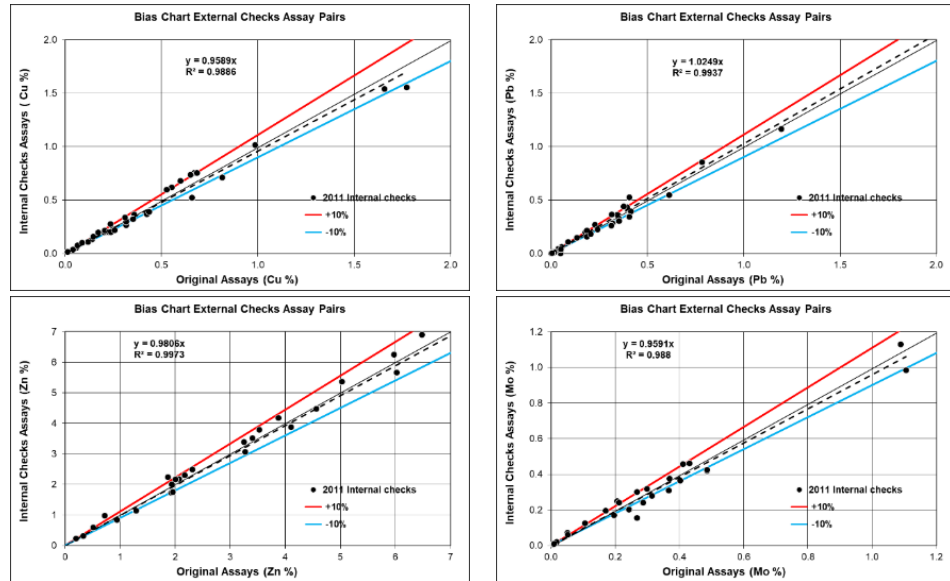 Bias Chart External Checks Assay Pairs
Internal Checks Assays ( Cu %)
2.0
1.5
1.0
0.5
0.0
y = 0.9589x
R² = 0.9886
2011 Internal checks
+10%
-10%
0.0 0.5 1.0 1.5 2.0
Original Assays (Cu %)
Bias Chart External Checks Assay Pairs
Internal Checks Assays (Pb %)
2.0
1.5
1.0
0.5
0.0
y = 1.0249x
R² = 0.9937
2011 Internal checks
+10%
-10%
0.0 0.5 1.0 1.5 2.0
Original Assays (Pb %)
Bias Chart External Checks Assay Pairs
Internal Checks Assays (Zn %)
7
6
5
4
3
2
1
0
y = 0.9806x
R² = 0.9973
2011 Internal checks
+10%
-10%
0 1 2 3 4 5 6 7
Original Assays (Zn %)
Bias Chart External Checks Assay Pairs
Internal Checks Assays (Mo %)
1.2
1.0
0.8
0.6
0.4
0.2
0.0
y = 0.9591x
R² = 0.988
2011 Internal checks
+10%
-10%
0.0 0.2 0.4 0.6 0.8 1.0 1.2
Original Assays (Mo %)